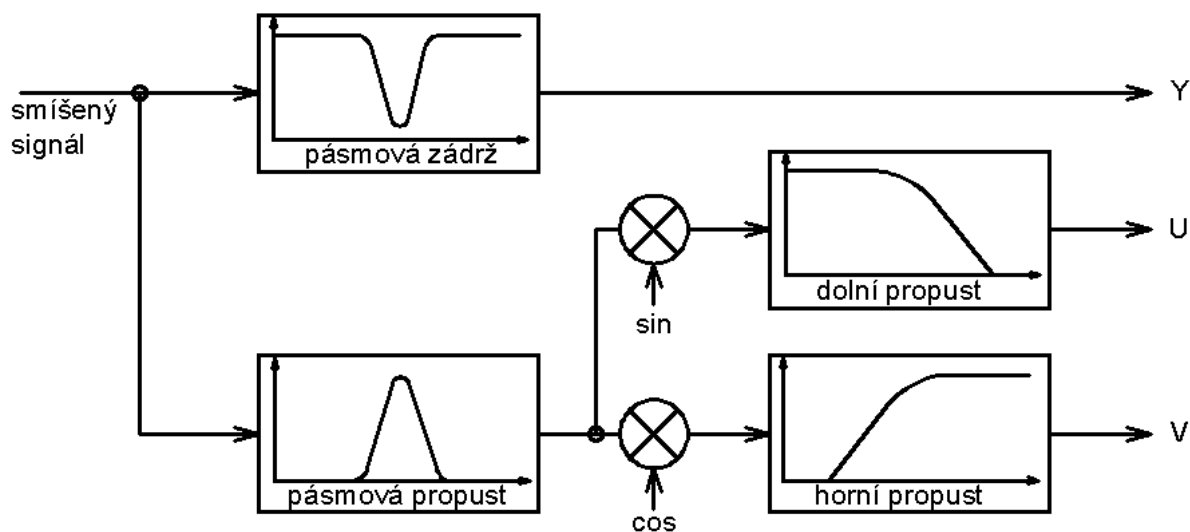 smíšený
signál
pásmová zádrž
Y
sin
dolní propust
U
pásmová propust
cos
horní propust
V